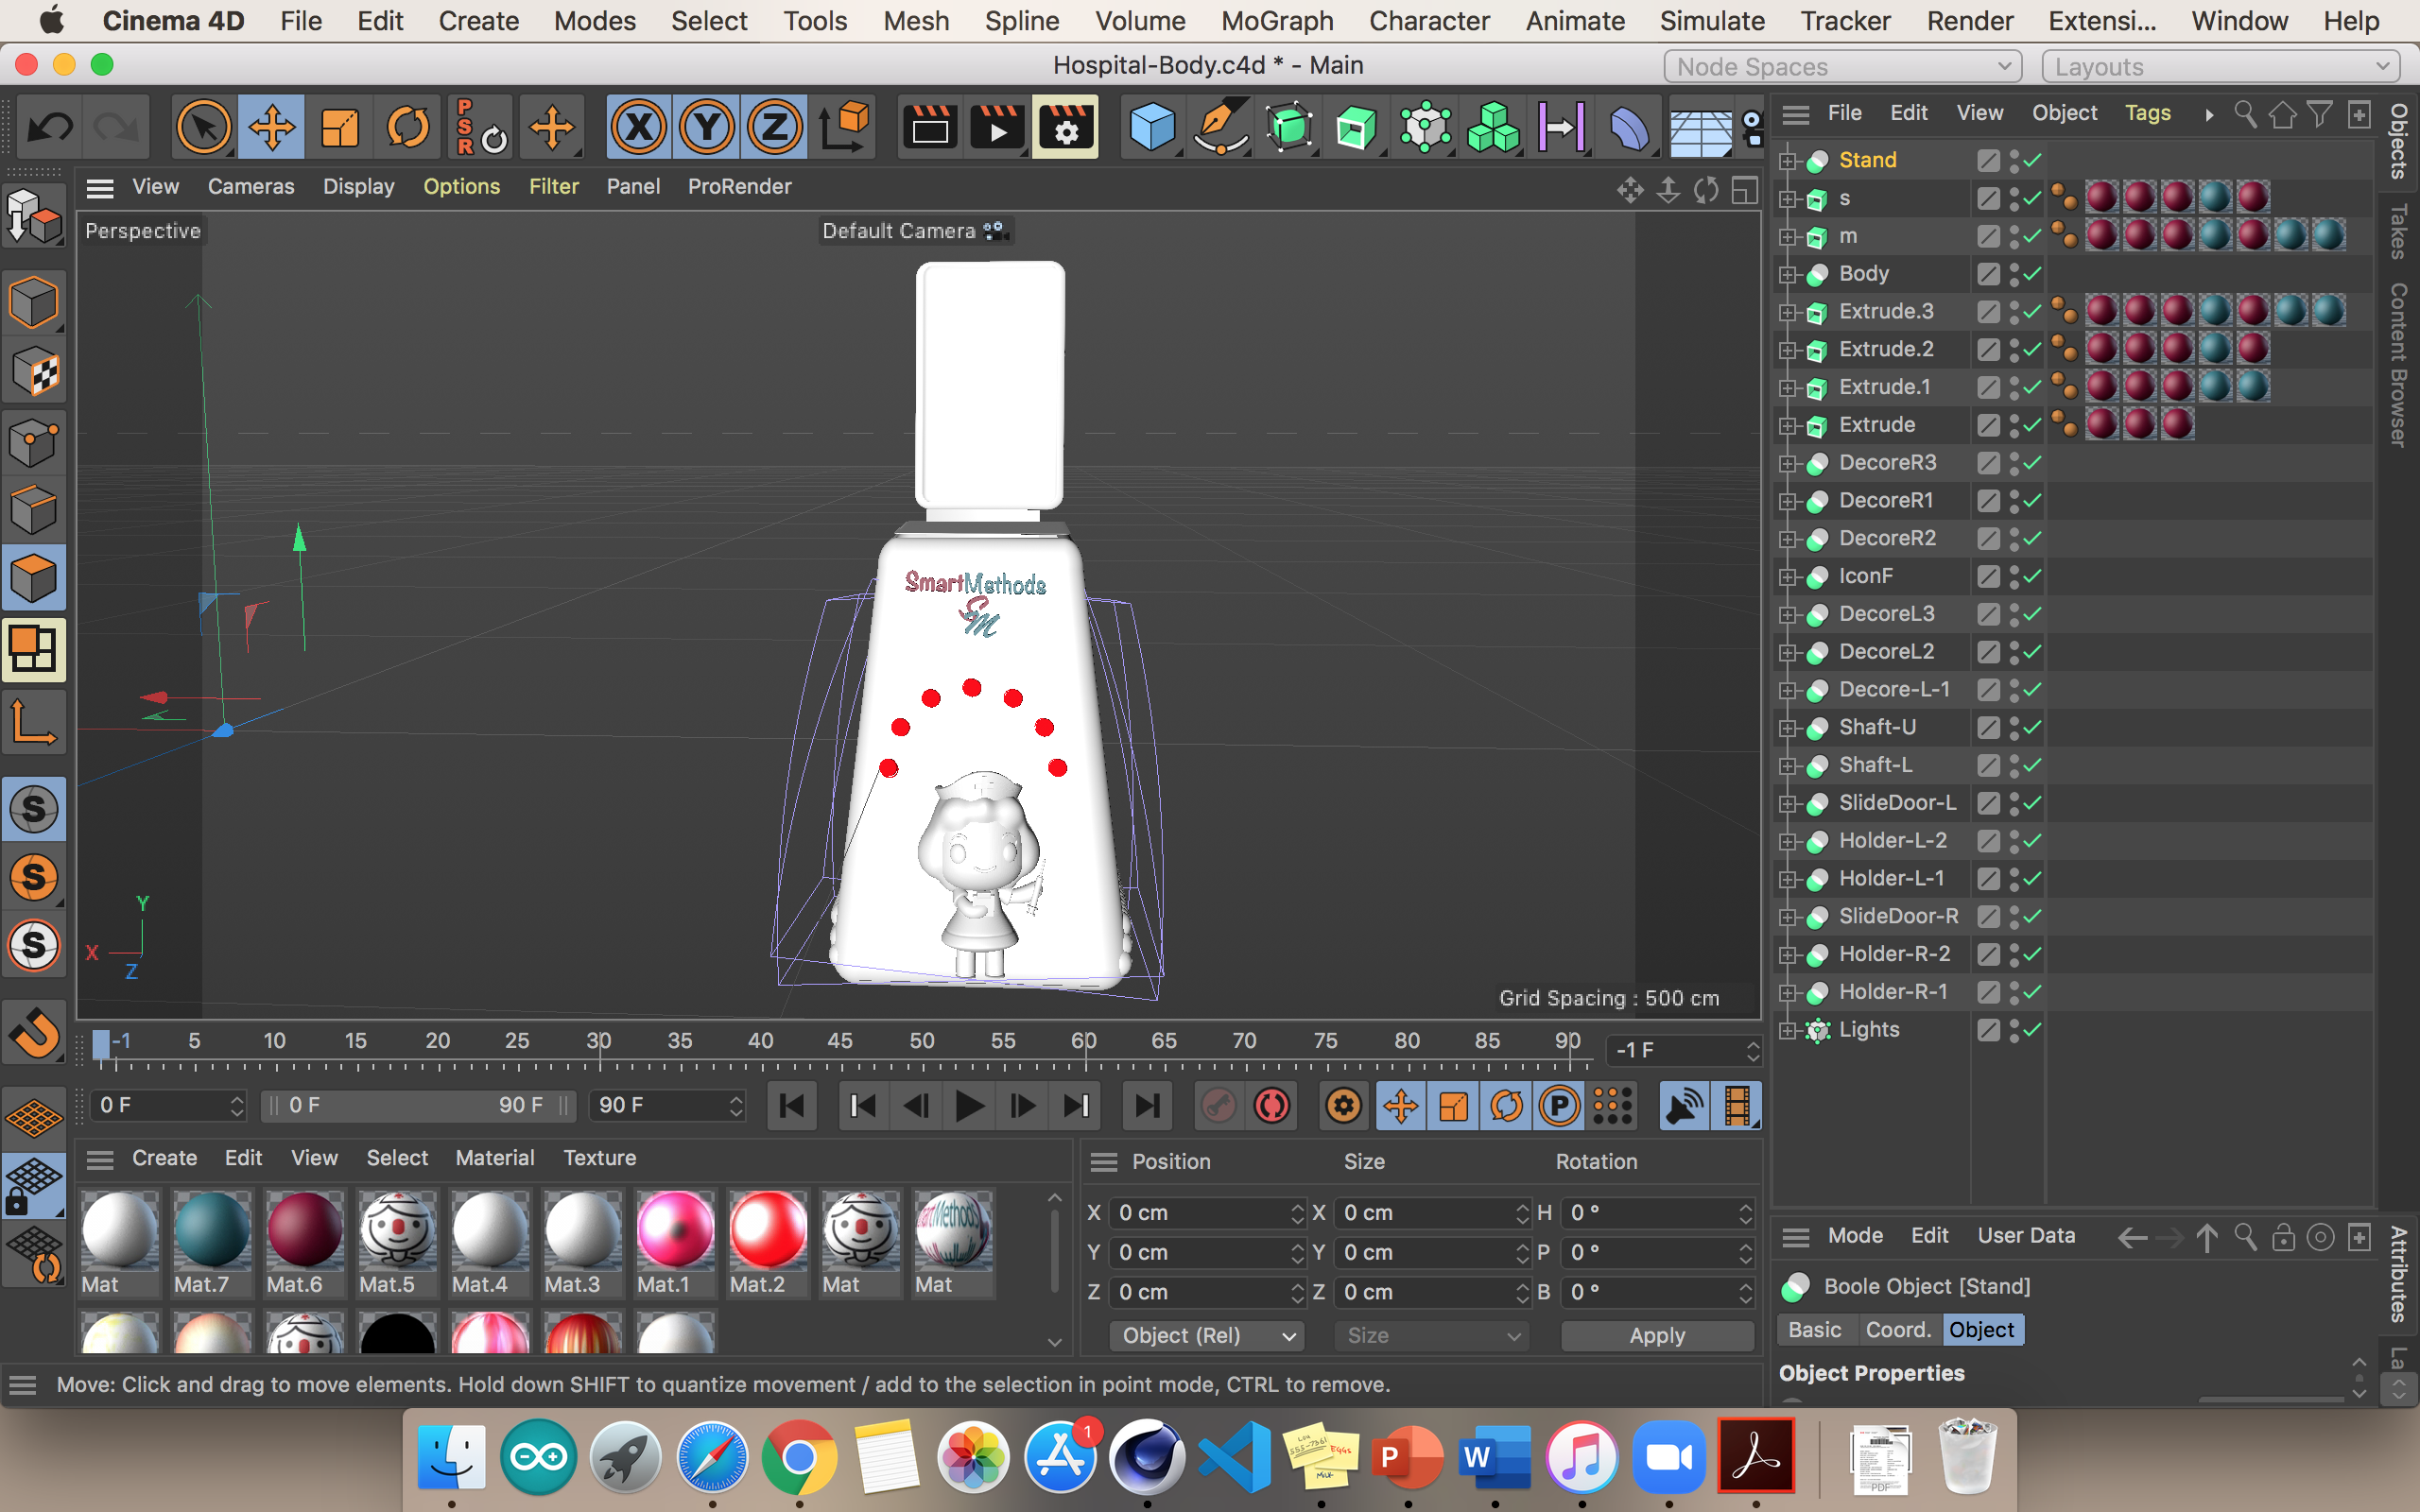 Cinema 4D File Edit Create Modes Select Tools Mesh Spline Volume MoGraph Character Animate Simulate Tracker Render Extensi... Window Help
Hospital-Body.c4d * - Main
Node Spaces
Layouts
PSR
X Y Z
File Edit View Object Tags
View Cameras Display Options Filter Panel ProRender
Perspective
Default Camera
SmartMethods
SM
Y
X
Z
Grid Spacing : 500 cm
S
S
S
Stand
s
m
Body
Extrude.3
Extrude.2
Extrude.1
Extrude
DecoreR3
DecoreR1
DecoreR2
IconF
DecoreL3
DecoreL2
Decore-L-1
Shaft-U
Shaft-L
SlideDoor-L
Holder-L-2
Holder-L-1
SlideDoor-R
Holder-R-2
Holder-R-1
Lights
Objects
Takes
Content Browser
-1 5 10 15 20 25 30 35 40 45 50 55 60 65 70 75 80 85 90
-1 F
0 F
0 F 90 F
90 F
P
Create Edit View Select Material Texture
Mat Mat.7 Mat.6 Mat.5 Mat.4 Mat.3 Mat.1 Mat.2 Mat Mat
Position Size Rotation
X 0 cm X 0 cm H 0 °
Y 0 cm Y 0 cm P 0 °
Z 0 cm Z 0 cm B 0 °
Object (Rel) Size Apply
Mode Edit User Data
Boole Object [Stand]
Basic Coord. Object
Object Properties
Attributes
La
Move: Click and drag to move elements. Hold down SHIFT to quantize movement / add to the selection in point mode, CTRL to remove.
1
P
W
PDF